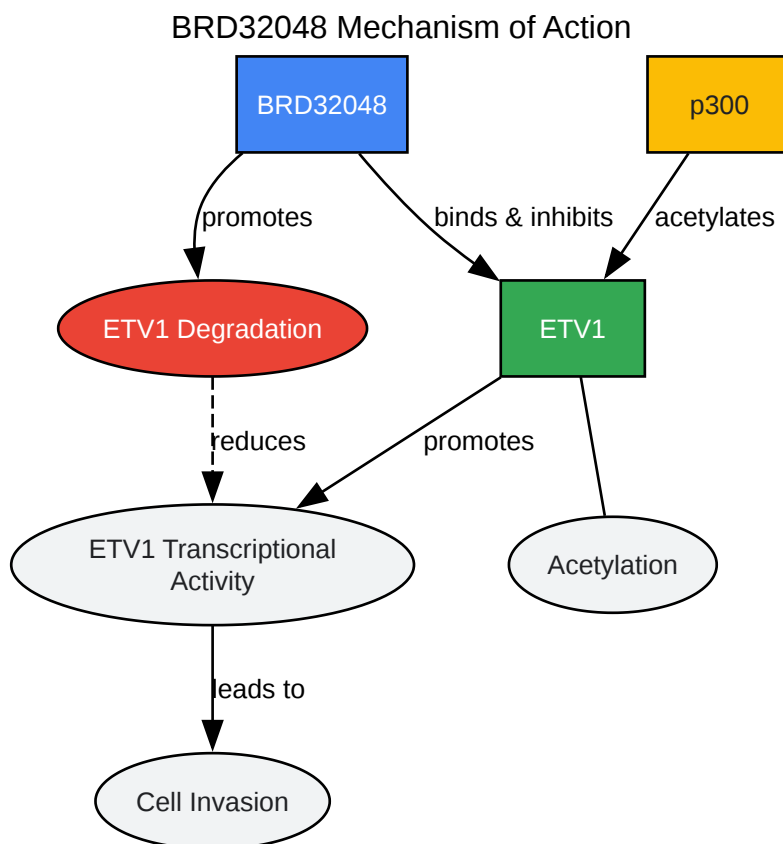 BRD32048 Mechanism of Action
BRD32048
p300
promotes
binds & inhibits
acetylates
ETV1 Degradation
ETV1
reduces
promotes
ETV1 Transcriptional
Activity
Acetylation
leads to
Cell Invasion